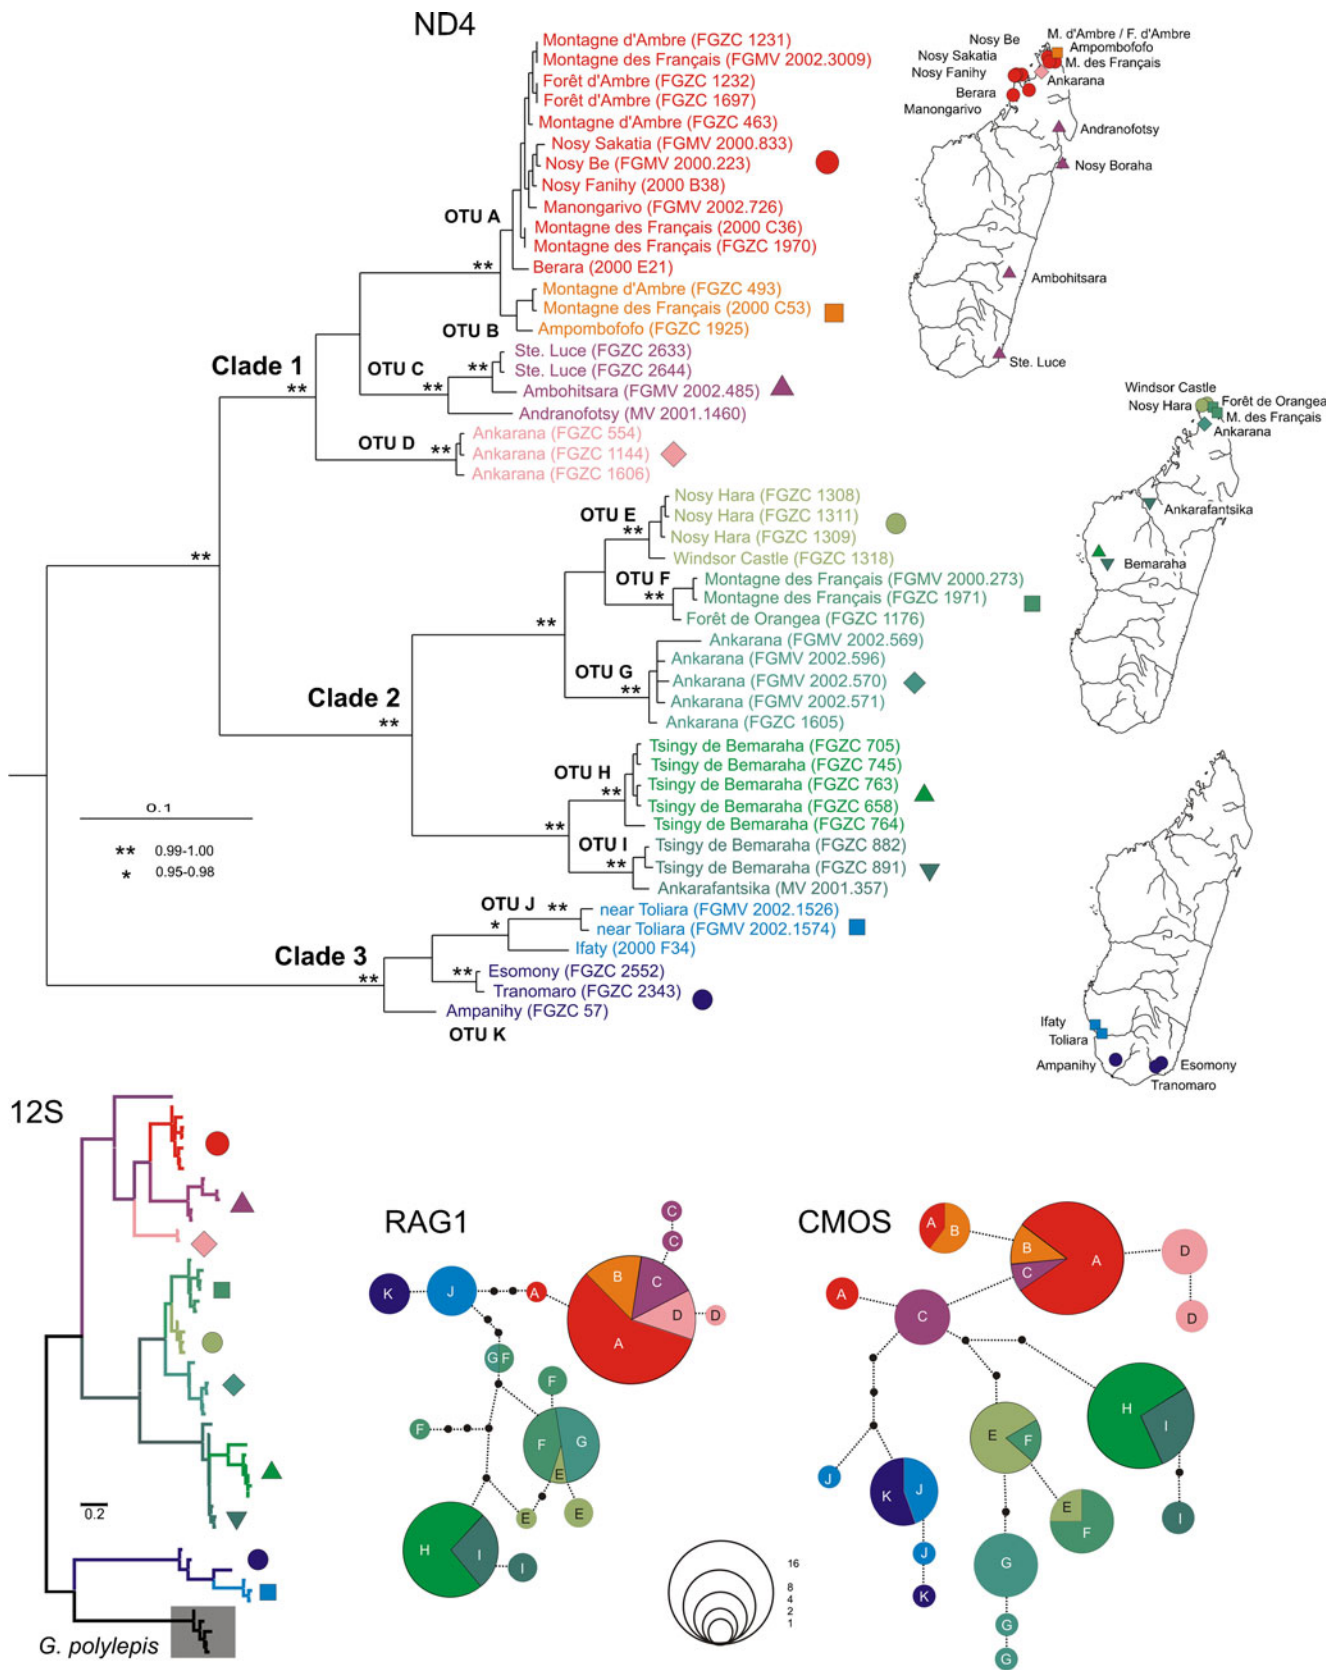 ND4
Montagne d'Ambre (FGZC 1231)
Montagne des Français (FGMV 2002.3009)
Forêt d'Ambre (FGZC 1232)
Forêt d'Ambre (FGZC 1697)
Montagne d'Ambre (FGZC 463)
Nosy Sakatia (FGMV 2000.833)
Nosy Be (FGMV 2000.223)
Nosy Fanihy (2000 B38)
Manongarivo (FGMV 2002.726)
OTU A
Montagne des Français (2000 C36)
Montagne des Français (FGZC 1970)
**
Berara (2000 E21)
Montagne d'Ambre (FGZC 493)
Montagne des Français (2000 C53)
OTU B
Ampombofofo (FGZC 1925)
Clade 1
**
Ste. Luce (FGZC 2633)
OTU C
**
Ste. Luce (FGZC 2644)
**
Ambohitsara (FGMV 2002.485)
Andranofotsy (MV 2001.1460)
OTU D
**
Ankarana (FGZC 554)
Ankarana (FGZC 1144)
Ankarana (FGZC 1606)
Nosy Hara (FGZC 1308)
OTU E
**
Nosy Hara (FGZC 1311)
Nosy Hara (FGZC 1309)
Windsor Castle (FGZC 1318)
**
OTU F
**
Montagne des Français (FGMV 2000.273)
Montagne des Français (FGZC 1971)
Forêt de Orangea (FGZC 1176)
**
Ankarana (FGMV 2002.569)
Ankarana (FGMV 2002.596)
OTU G
**
Ankarana (FGMV 2002.570)
Ankarana (FGMV 2002.571)
Ankarana (FGZC 1605)
Clade 2
**
Tsingy de Bemaraha (FGZC 705)
Tsingy de Bemaraha (FGZC 745)
OTU H
**
Tsingy de Bemaraha (FGZC 763)
Tsingy de Bemaraha (FGZC 658)
Tsingy de Bemaraha (FGZC 764)
**
OTU I
**
Tsingy de Bemaraha (FGZC 882)
Tsingy de Bemaraha (FGZC 891)
Ankarafantsika (MV 2001.357)
0.1
** 0.99-1.00
* 0.95-0.98
OTU J
**
near Toliara (FGMV 2002.1526)
*
near Toliara (FGMV 2002.1574)
Ifaty (2000 F34)
Clade 3
**
**
Esomony (FGZC 2552)
Tranomaro (FGZC 2343)
Ampanihy (FGZC 57)
OTU K
Nosy Be
M. d'Ambre / F. d'Ambre
Nosy Sakatia
Ampombofofo
M. des Français
Nosy Fanihy
Ankarana
Berara
Manongarivo
Andranofotsy
Nosy Boraha
Ambohitsara
Ste. Luce
Windsor Castle
Forêt de Orangea
Nosy Hara
M. des Français
Ankarana
Ankarafantsika
Bemaraha
Ifaty
Toliara
Ampanihy
Esomony
Tranomaro
12S
0.2
G. polylepis
RAG1
C
C
K
J
A
B
C
D
D
A
G F
F
F
F
G
E
E
E
H
I
I
16
8
4
2
1
CMOS
A
B
B
A
C
D
D
A
C
E
F
H
I
I
J
K
J
E
F
G
J
K
G
G